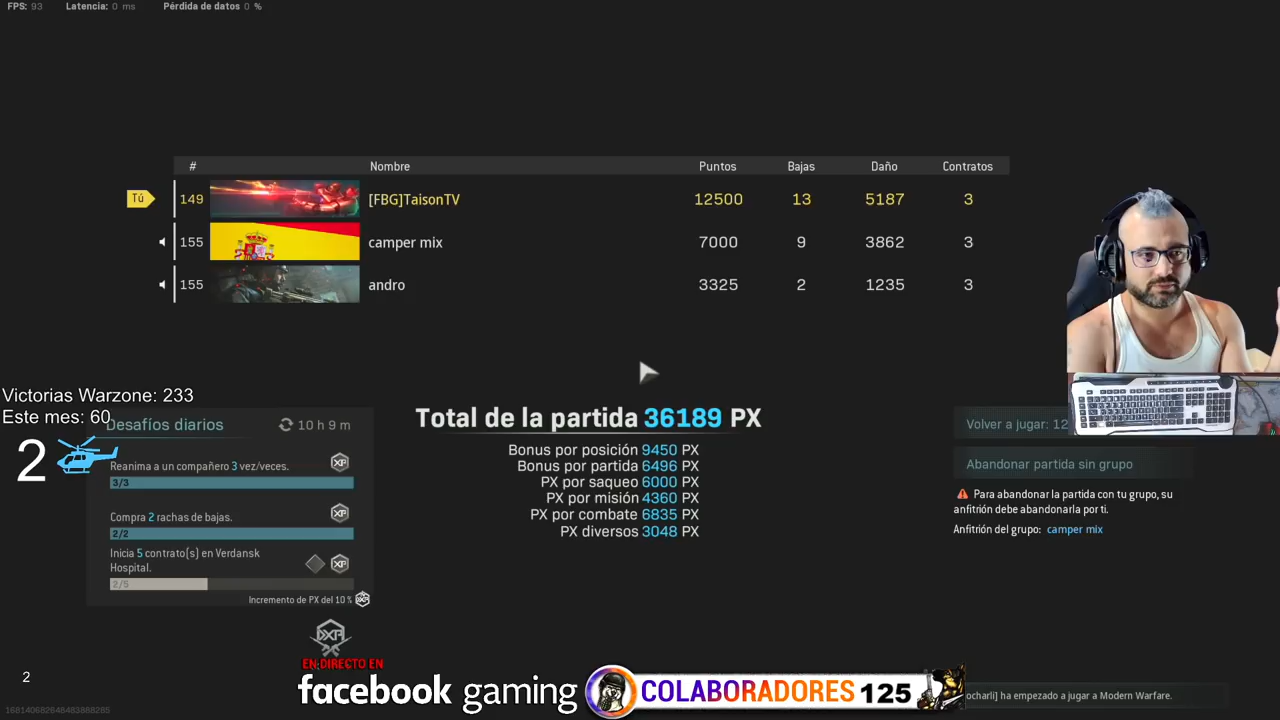 FPS: 93 Latencia: 0 ms Pérdida de datos 0 %
# Nombre Puntos Bajas Daño Contratos
Tú 149 [FBG]TaisonTV 12500 13 5187 3
155 camper mix 7000 9 3862 3
155 andro 3325 2 1235 3
Victorias Warzone: 233
Este mes: 60
2
Desafíos diarios 10 h 9 m
Reanima a un compañero 3 vez/veces.
3/3
Compra 2 rachas de bajas.
2/2
Inicia 5 contrato(s) en Verdansk
Hospital.
2/5
Incremento de PX del 10 %
Total de la partida 36189 PX
Bonus por posición 9450 PX
Bonus por partida 6496 PX
PX por saqueo 6000 PX
PX por misión 4360 PX
PX por combate 6835 PX
PX diversos 3048 PX
Volver a jugar: 12
Abandonar partida sin grupo
Para abandonar la partida con tu grupo, su
anfitrión debe abandonarla por ti.
Anfitrión del grupo: camper mix
EN DIRECTO EN
facebook gaming
COLABORADORES 125
ocharli] ha empezado a jugar a Modern Warfare.
2